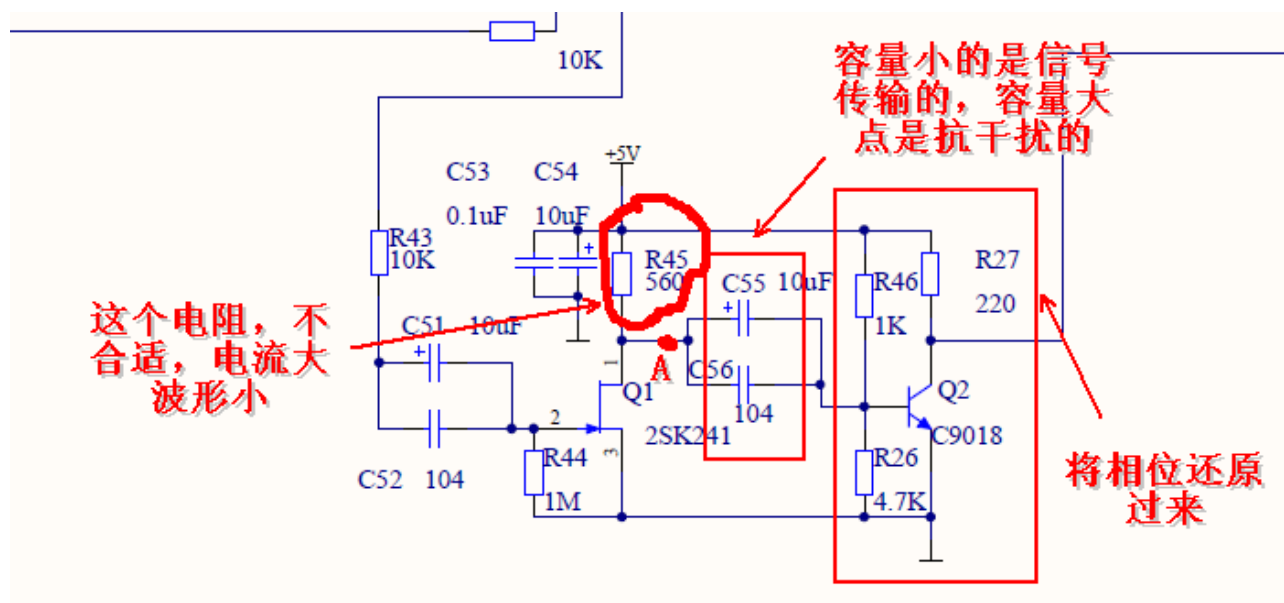 10K
容量小的是信号
传输的，容量大
点是抗干扰的
+5V
C53
C54
0.1uF
10uF
R43
10K
R45
560
C55
10uF
R46
1K
R27
220
这个电阻，不
合适，电流大
波形小
C51
10uF
A
C56
104
1
Q1
2
2SK241
3
Q2
C9018
C52
104
R44
1M
R26
4.7K
将相位还原
过来